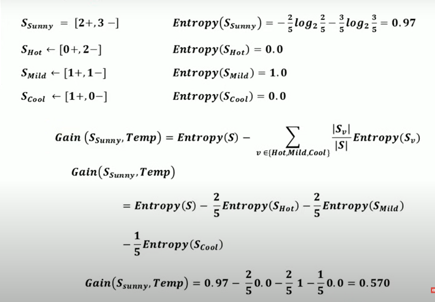 S_Sunny = [2+,3 −] Entropy(S_Sunny) = −2/5 log₂ 2/5 − 3/5 log₂ 3/5 = 0.97
S_Hot ← [0+,2−] Entropy(S_Hot) = 0.0
S_Mild ← [1+,1−] Entropy(S_Mild) = 1.0
S_Cool ← [1+,0−] Entropy(S_Cool) = 0.0
Gain (S_Sunny, Temp) = Entropy(S) − ∑_{v ∈{Hot,Mild,Cool}} |S_v|/|S| Entropy(S_v)
Gain(S_Sunny, Temp)
= Entropy(S) − 2/5 Entropy(S_Hot) − 2/5 Entropy(S_Mild)
−1/5 Entropy(S_Cool)
Gain(S_sunny, Temp) = 0.97 − 2/5 0.0 − 2/5 1 − 1/5 0.0 = 0.570